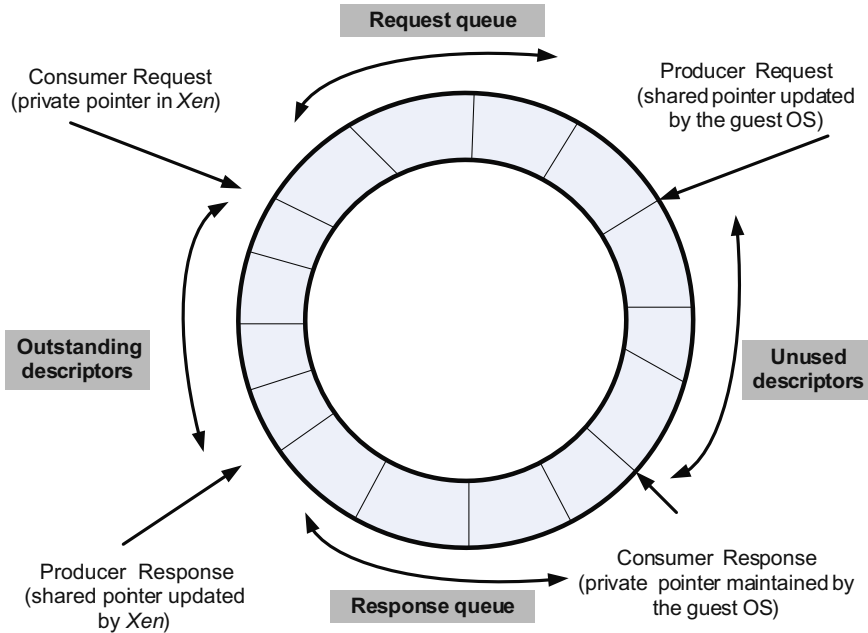 Request queue
Consumer Request
(private pointer in Xen)
Producer Request
(shared pointer updated
by the guest OS)
Outstanding
descriptors
Unused
descriptors
Producer Response
(shared pointer updated
by Xen)
Response queue
Consumer Response
(private pointer maintained by
the guest OS)